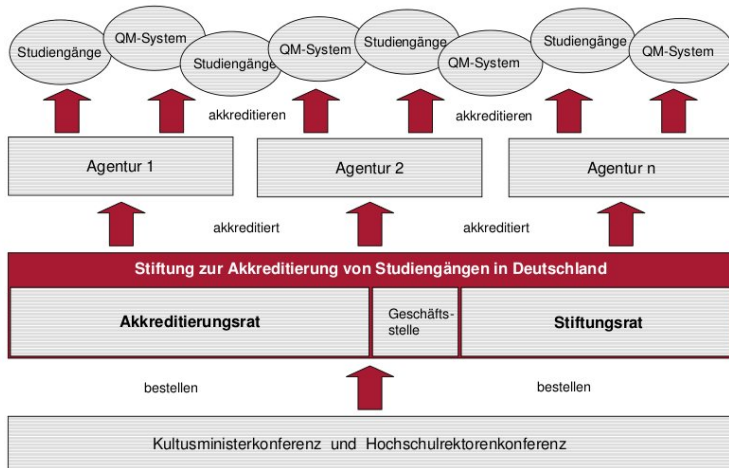 Studiengänge
QM-System
Studiengänge
QM-System
Studiengänge
QM-System
Studiengänge
QM-System
akkreditieren
akkreditieren
Agentur 1
Agentur 2
Agentur n
akkreditiert
akkreditiert
Stiftung zur Akkreditierung von Studiengängen in Deutschland
Akkreditierungsrat
Geschäfts-
stelle
Stiftungsrat
bestellen
bestellen
Kultusministerkonferenz und Hochschulrektorenkonferenz